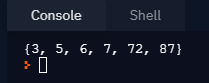 Console
Shell
{3, 5, 6, 7, 72, 87}